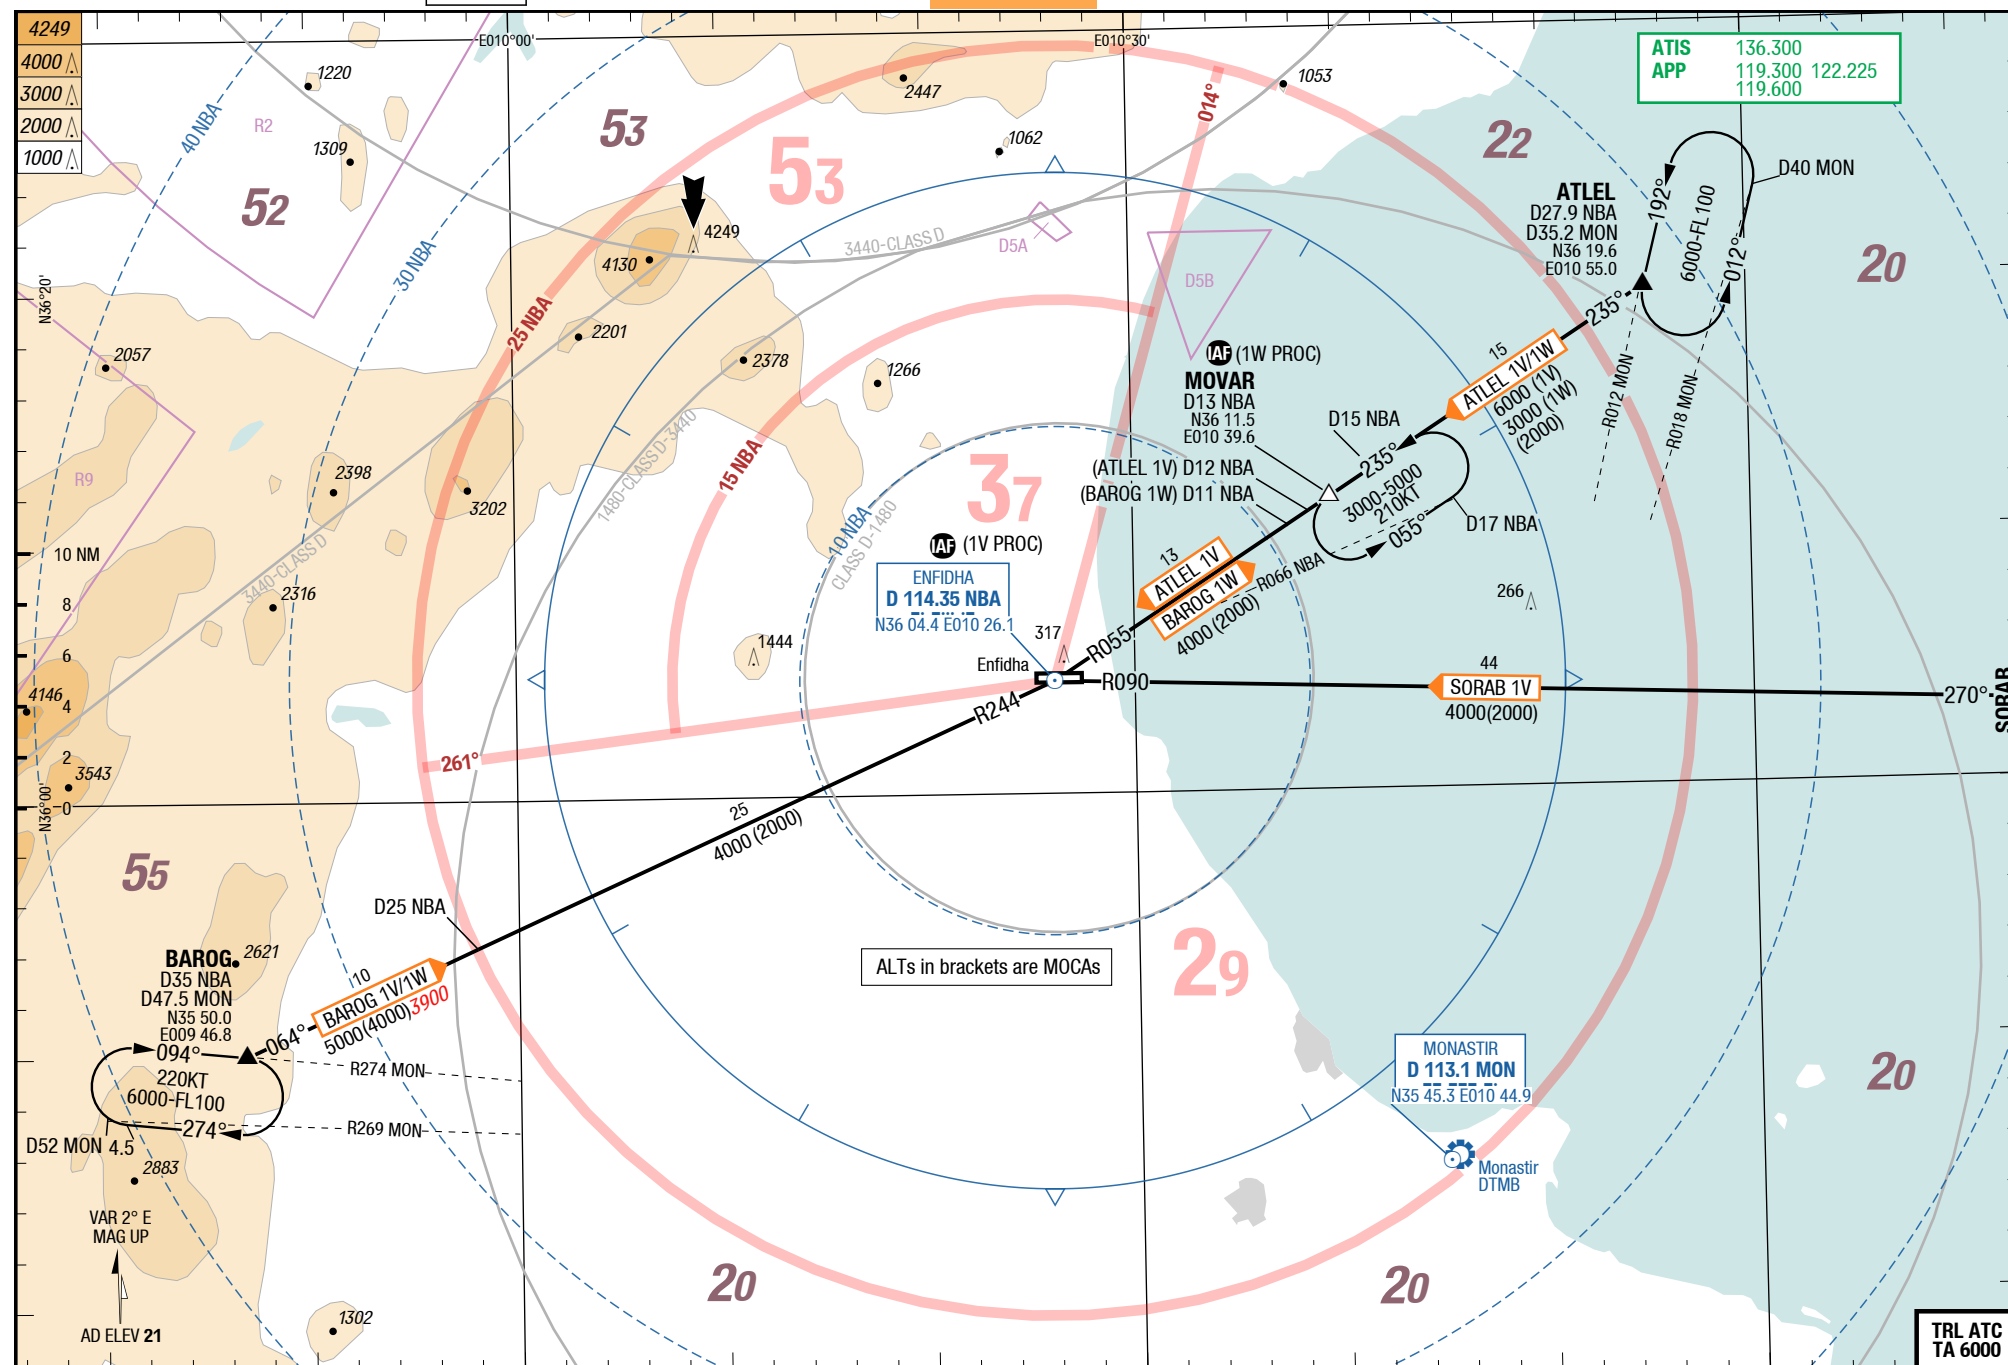 4249
4000
3000
2000
1000
E010°00'
E010°30'
ATIS 136.300
APP 119.300 122.225
119.600
40 NBA
1220
R2
1309
52
53
53
2447
1062
014°
1053
22
D40 MON
192°
6000-FL100
012°
ATLEL
D27.9 NBA
D35.2 MON
N36 19.6
E010 55.0
20
N36°20'
30 NBA
4249
4130
3440-CLASS D
D5A
D5B
25 NBA
2201
2378
2057
1266
235°
15
ATLEL 1V/1W
6000 (1V)
3000 (1W)
(2000)
R012 MON
R018 MON
IAF (1W PROC)
MOVAR
D13 NBA
N36 11.5
E010 39.6
D15 NBA
235°
3000-5000
210KT
055°
D17 NBA
(ATLEL 1V) D12 NBA
(BAROG 1W) D11 NBA
R9
2398
3202
1480-CLASS D-3440
15 NBA
37
10 NBA
CLASS D-1480
IAF (1V PROC)
ENFIDHA
D 114.35 NBA
N36 04.4 E010 26.1
13
ATLEL 1V
BAROG 1W
4000 (2000)
R066 NBA
266
10 NM
8
6
4
2
0
3440-CLASS D
2316
1444
317
Enfidha
R055
R090
R244
44
SORAB 1V
4000(2000)
270°
SORAB
4146
3543
N36°00'
261°
25
4000 (2000)
55
D25 NBA
2621
BAROG
D35 NBA
D47.5 MON
N35 50.0
E009 46.8
10
BAROG 1V/1W
5000(4000)3900
064°
094°
220KT
6000-FL100
274°
R274 MON
R269 MON
D52 MON 4.5
2883
ALTs in brackets are MOCAs
29
MONASTIR
D 113.1 MON
N35 45.3 E010 44.9
Monastir
DTMB
20
VAR 2° E
MAG UP
AD ELEV 21
1302
20
20
TRL ATC
TA 6000